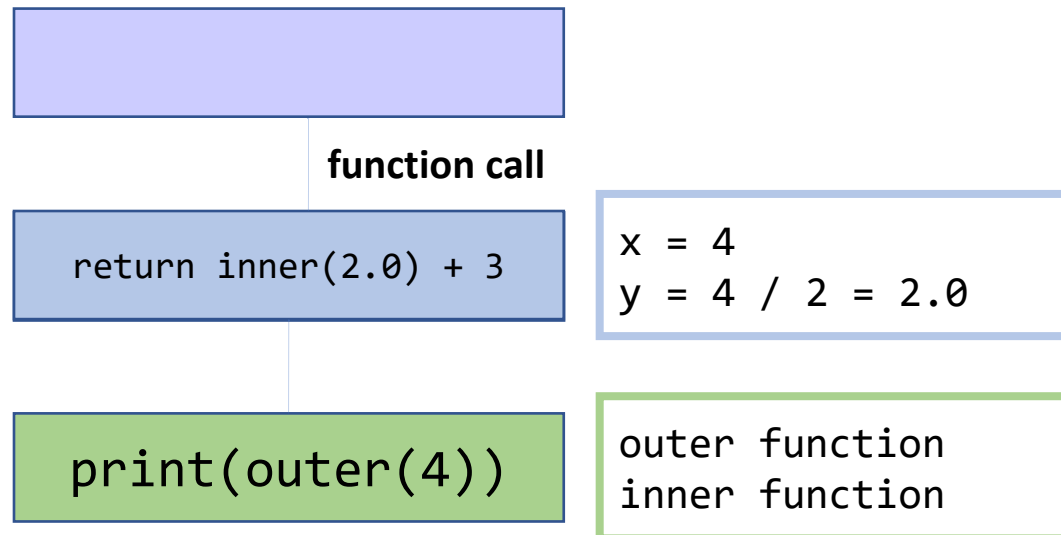 function call
return inner(2.0) + 3
x = 4
y = 4 / 2 = 2.0
print(outer(4))
outer function
inner function